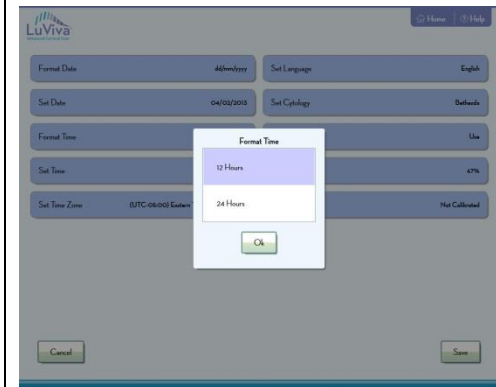 LuViva
Home | Help
Format Date dd/mm/yyyy Set Language English
Set Date 04/02/2013 Set Cytology Bethesda
Format Time Use
Format Time
12 Hours
Set Time 67%
24 Hours
Set Time Zone (UTC-05:00) Eastern Not Calibrated
Ok
Cancel Save